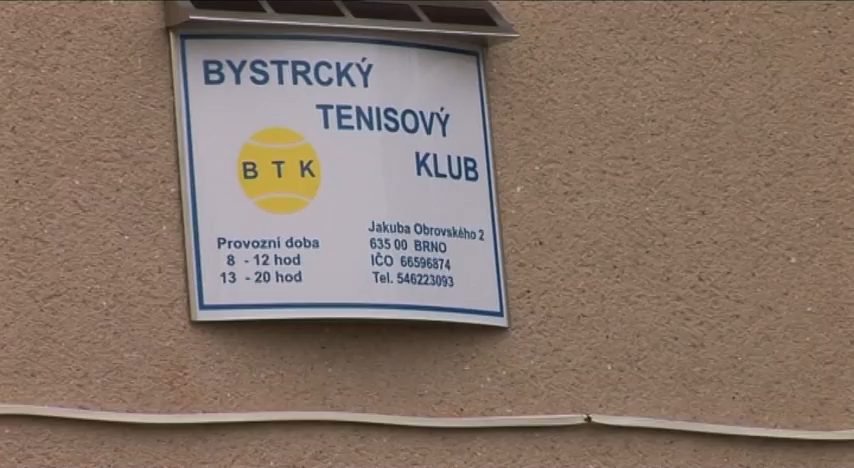 BYSTRCKÝ
TENISOVÝ
KLUB
B T K
Provozní doba
8 - 12 hod
13 - 20 hod
Jakuba Obrovského 2
635 00 BRNO
IČO 66596874
Tel. 546223093